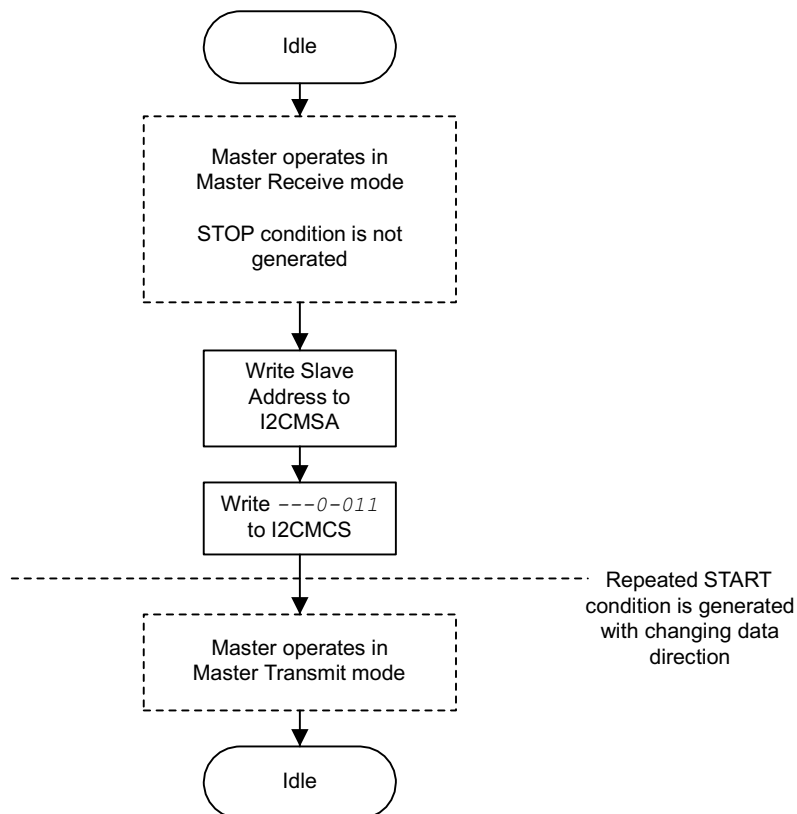 Idle
Master operates in
Master Receive mode
STOP condition is not
generated
Write Slave
Address to
I2CMSA
Write ---0-011
to I2CMCS
Repeated START
condition is generated
with changing data
direction
Master operates in
Master Transmit mode
Idle